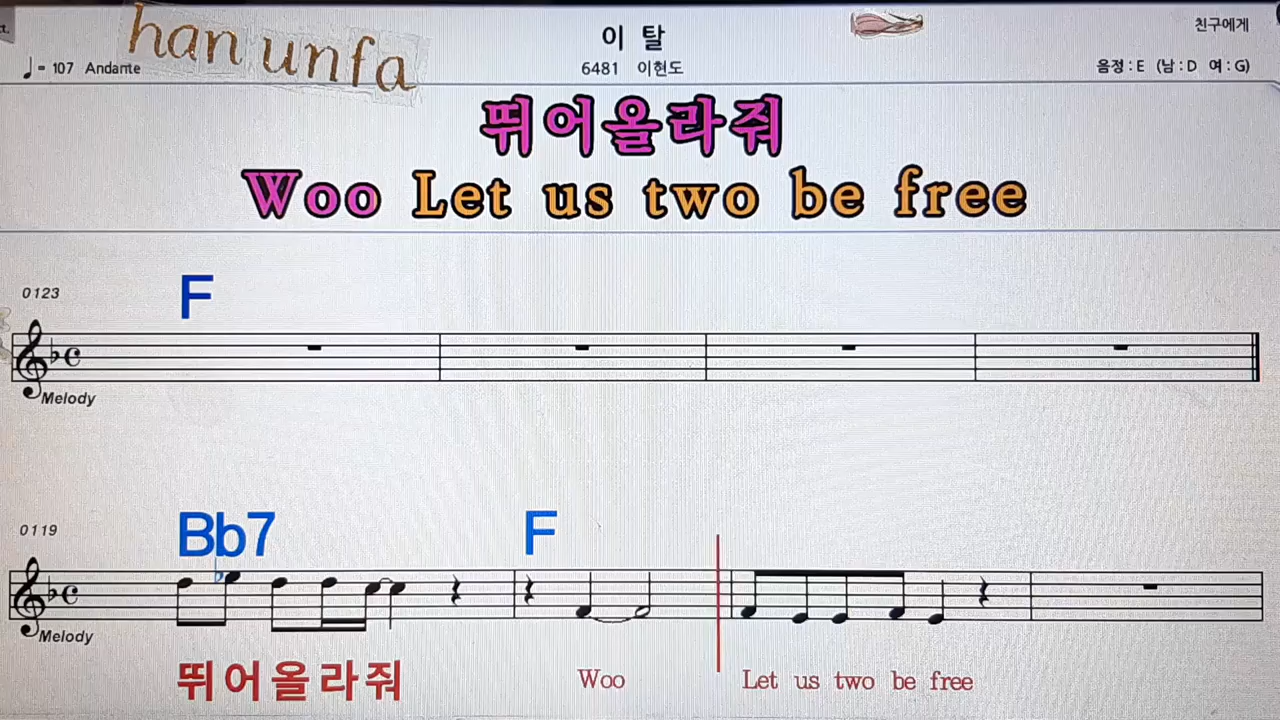 han unfa
이 탈
친구에게
♩= 107 Andante
6481 이현도
음정 : E (남 : D 여 : G)
뛰어올라줘
Woo Let us two be free
0123
F
Melody
0119
Bb7 F
Melody
뛰어올라줘 Woo Let us two be free